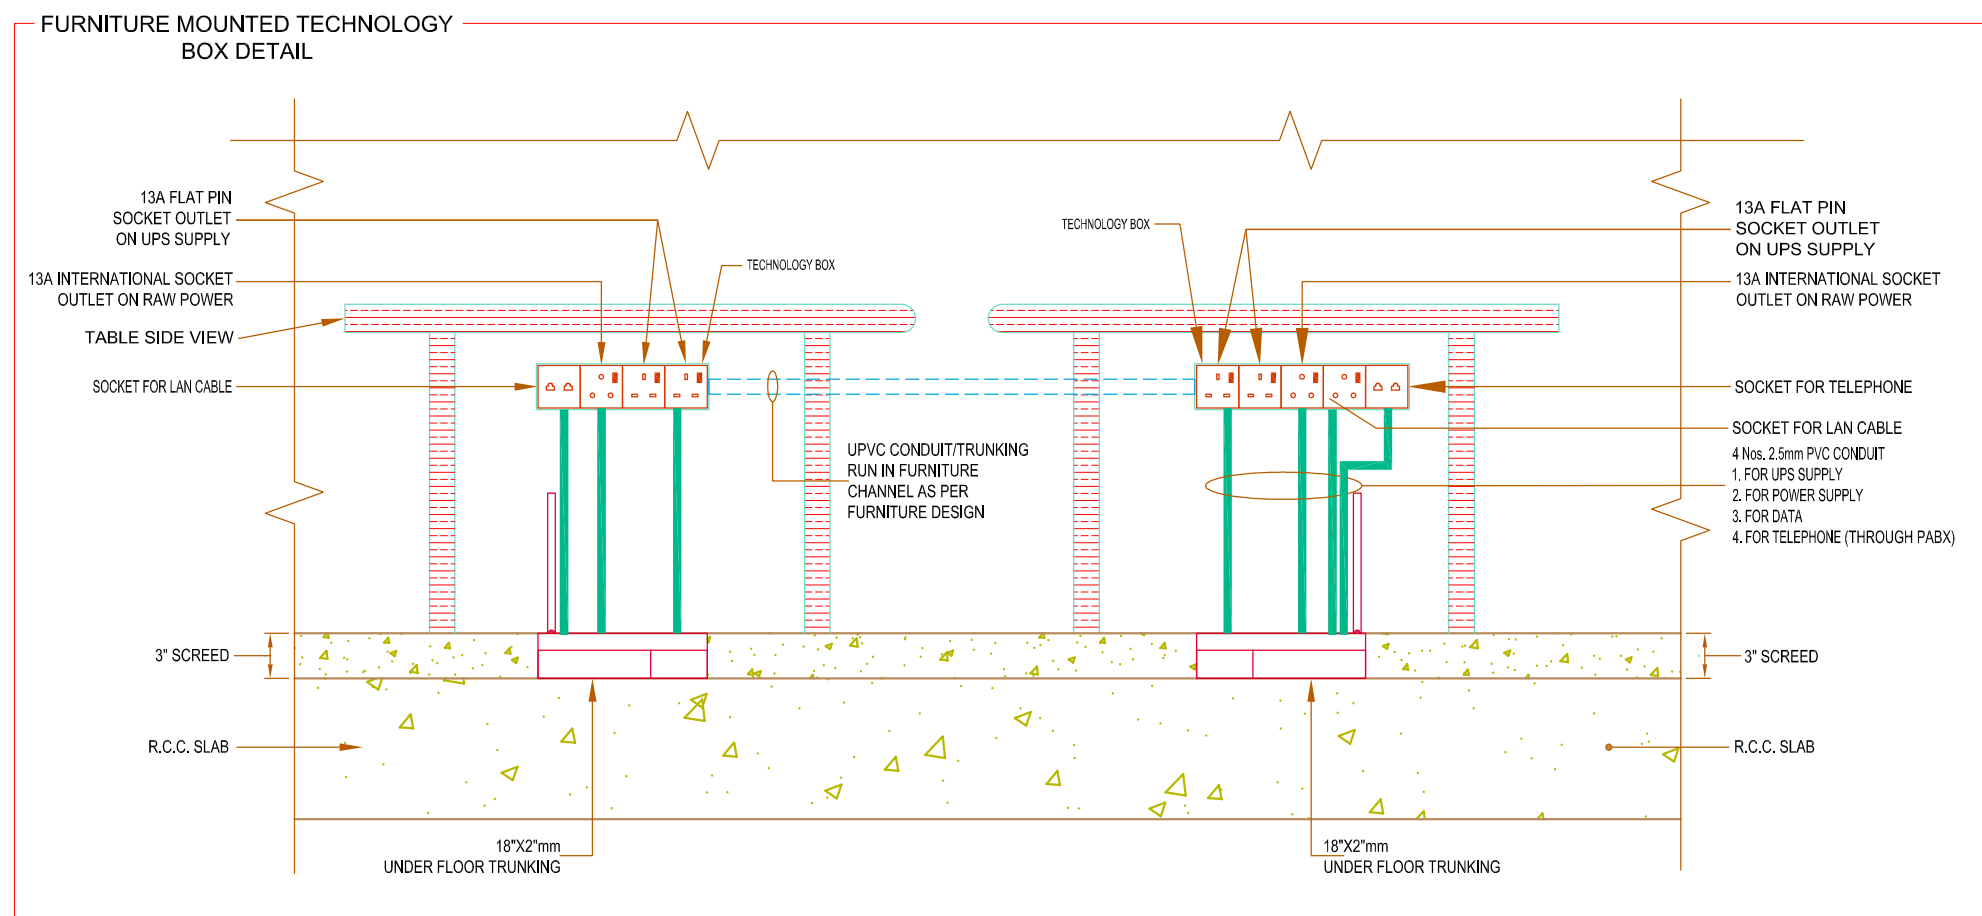 FURNITURE MOUNTED TECHNOLOGY
BOX DETAIL
13A FLAT PIN
SOCKET OUTLET
ON UPS SUPPLY
13A INTERNATIONAL SOCKET
OUTLET ON RAW POWER
TABLE SIDE VIEW
SOCKET FOR LAN CABLE
TECHNOLOGY BOX
UPVC CONDUIT/TRUNKING
RUN IN FURNITURE
CHANNEL AS PER
FURNITURE DESIGN
TECHNOLOGY BOX
13A FLAT PIN
SOCKET OUTLET
ON UPS SUPPLY
13A INTERNATIONAL SOCKET
OUTLET ON RAW POWER
SOCKET FOR TELEPHONE
SOCKET FOR LAN CABLE
4 Nos. 2.5mm PVC CONDUIT
1. FOR UPS SUPPLY
2. FOR POWER SUPPLY
3. FOR DATA
4. FOR TELEPHONE (THROUGH PABX)
3" SCREED
R.C.C. SLAB
18"X2"mm
UNDER FLOOR TRUNKING
3" SCREED
R.C.C. SLAB
18"X2"mm
UNDER FLOOR TRUNKING